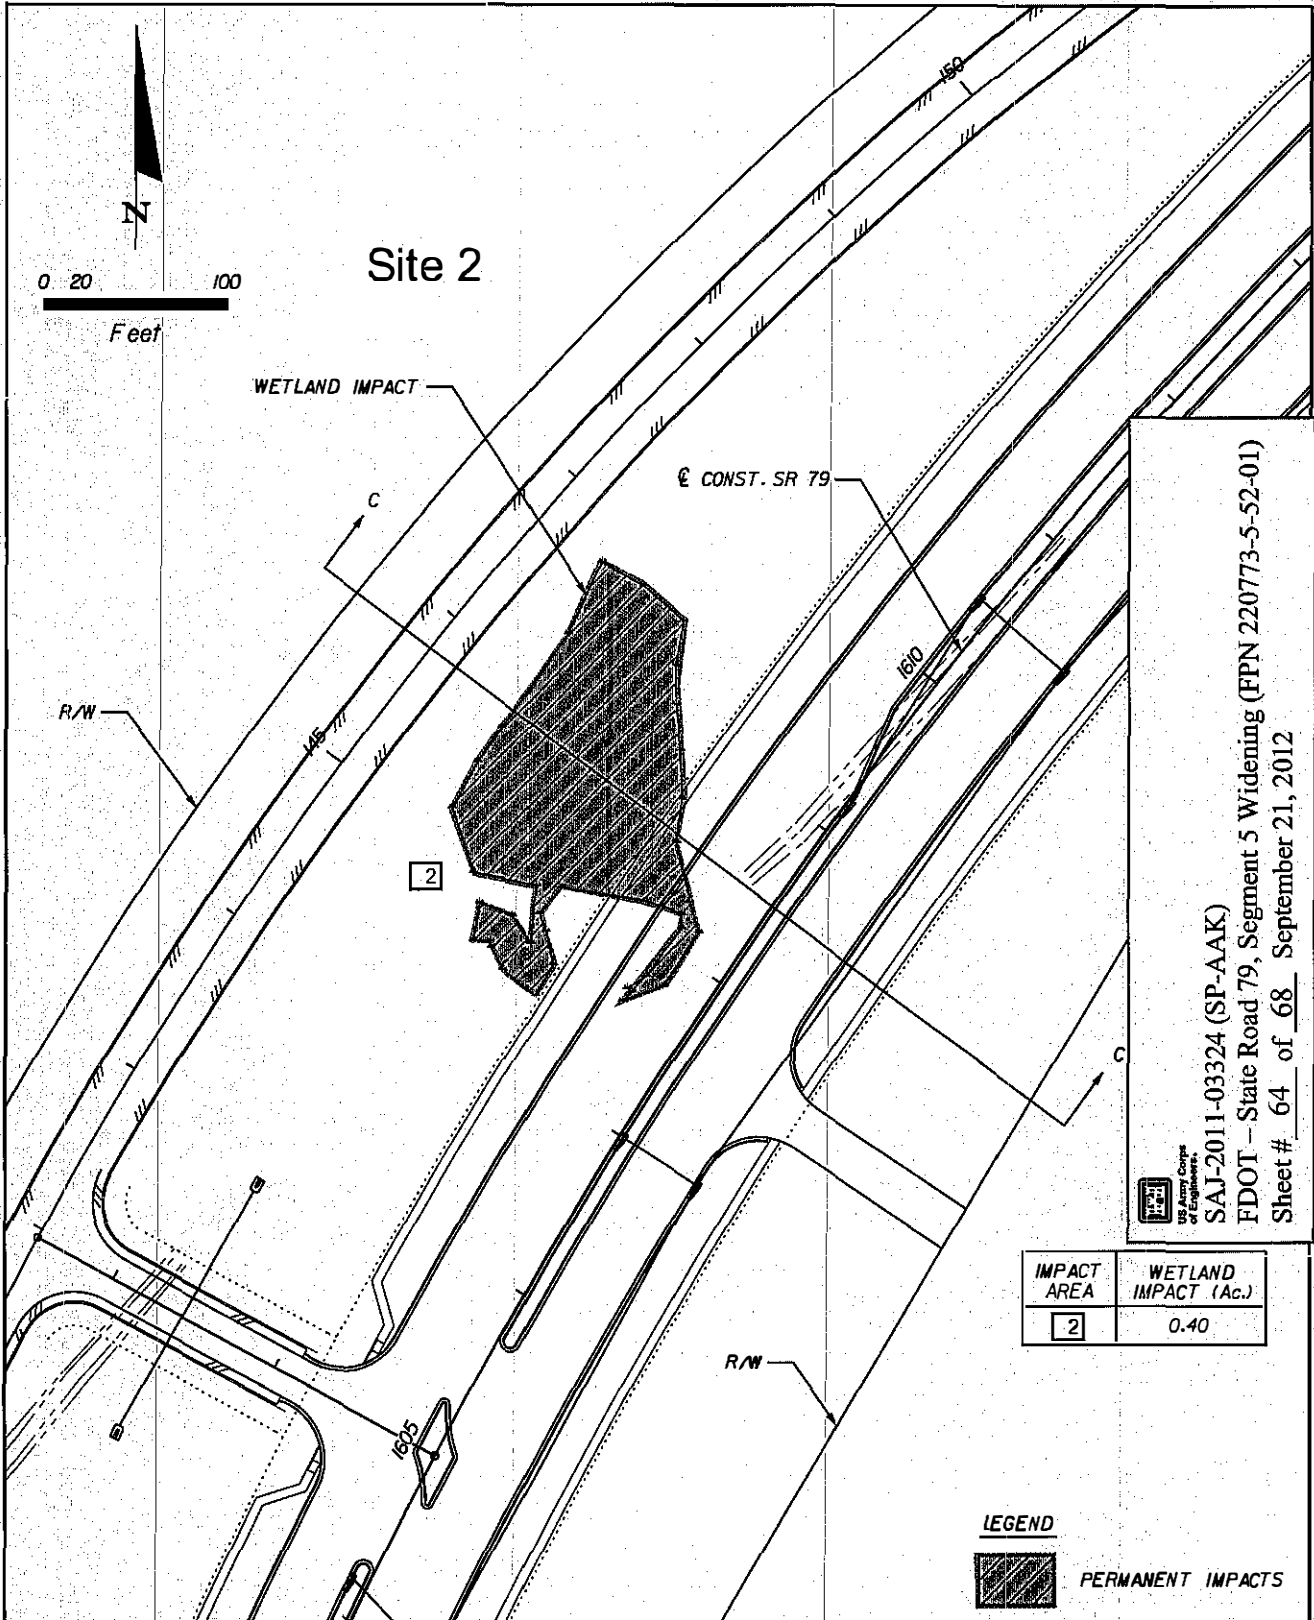 N
0 20 100
Feet
Site 2
WETLAND IMPACT
℄ CONST. SR 79
C
R/W
145
150
1610
2
C
US Army Corps
of Engineers.
SAJ-2011-03324 (SP-AAK)
FDOT – State Road 79, Segment 5 Widening (FPN 220773-5-52-01)
Sheet # 64 of 68 September 21, 2012
IMPACT AREA WETLAND IMPACT (Ac.)
2 0.40
R/W
1605
LEGEND
PERMANENT IMPACTS